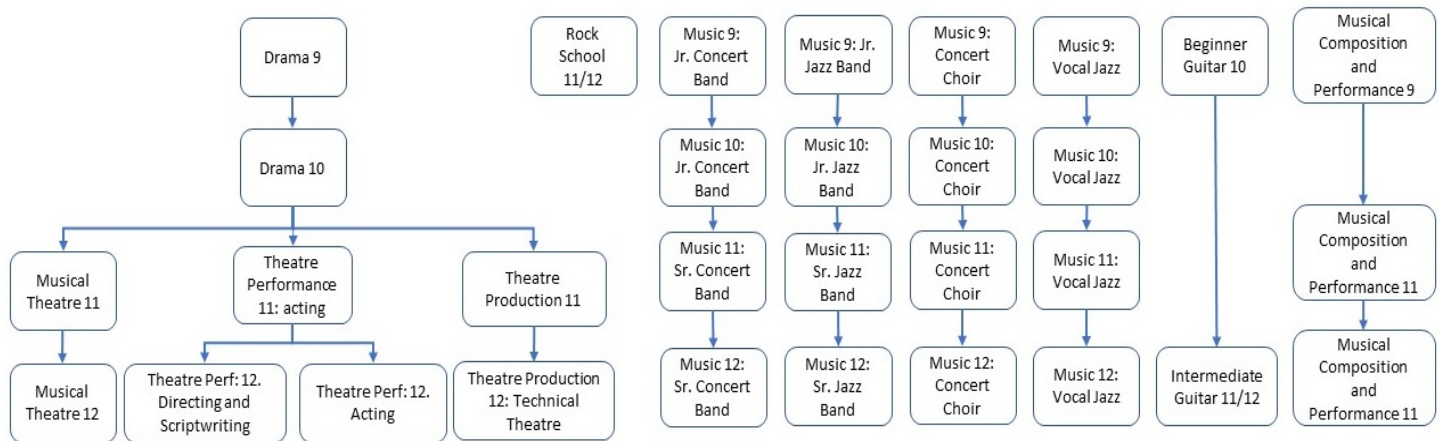 Drama 9
Drama 10
Musical
Theatre 11
Theatre
Performance
11: acting
Theatre
Production 11
Musical
Theatre 12
Theatre Perf: 12.
Directing and
Scriptwriting
Theatre Perf: 12.
Acting
Theatre Production
12: Technical
Theatre
Rock
School
11/12
Music 9:
Jr. Concert
Band
Music 10:
Jr. Concert
Band
Music 11:
Sr. Concert
Band
Music 12:
Sr. Concert
Band
Music 9: Jr.
Jazz Band
Music 10:
Jr. Jazz
Band
Music 11:
Sr. Jazz
Band
Music 12:
Sr. Jazz
Band
Music 9:
Concert
Choir
Music 10:
Concert
Choir
Music 11:
Concert
Choir
Music 12:
Concert
Choir
Music 9:
Vocal Jazz
Music 10:
Vocal Jazz
Music 11:
Vocal Jazz
Music 12:
Vocal Jazz
Beginner
Guitar 10
Intermediate
Guitar 11/12
Musical
Composition
and
Performance 9
Musical
Composition
and
Performance 11
Musical
Composition
and
Performance 11